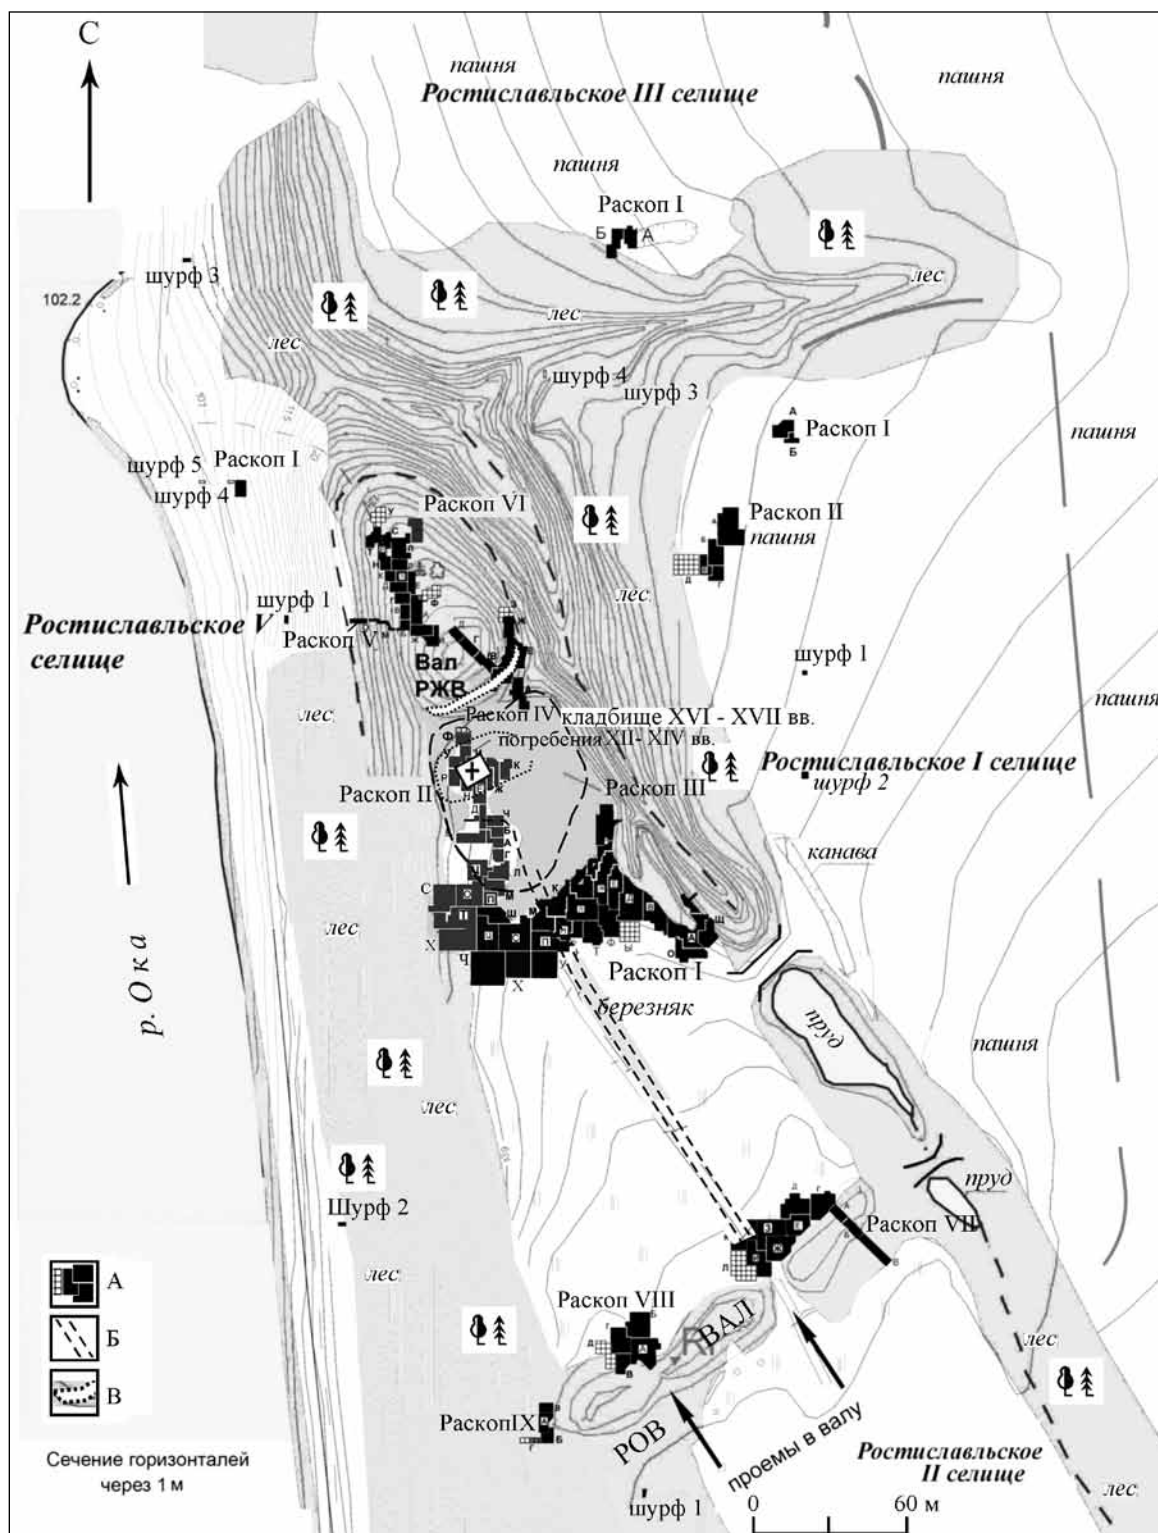 С
пашня
Ростиславльское III селище
пашня
пашня
Раскоп I
Б
А
лес
шурф 3
102.2
лес
лес
шурф 4
шурф 3
А
Раскоп I
Б
пашня
шурф 5
Раскоп I
шурф 4
Раскоп VI
Раскоп II
пашня
лес
шурф 1
Ростиславльское V
селище
Раскоп V
шурф 1
Вал
РЖВ
лес
пашня
Раскоп IV
кладбище XVI - XVII вв.
погребения XII- XIV вв.
Ростиславльское I селище
шурф 2
Раскоп II
Раскоп III
канава
лес
С
Х
Ч
Х
Раскоп I
березняк
р. Ока
пруд
пашня
лес
пруд
Шурф 2
Раскоп VII
лес
Раскоп VIII
ВАЛ
лес
А
Б
В
Раскоп IX
РОВ
проемы в валу
Ростиславльское
II селище
лес
Сечение горизонталей
через 1 м
шурф 1
0
60 м